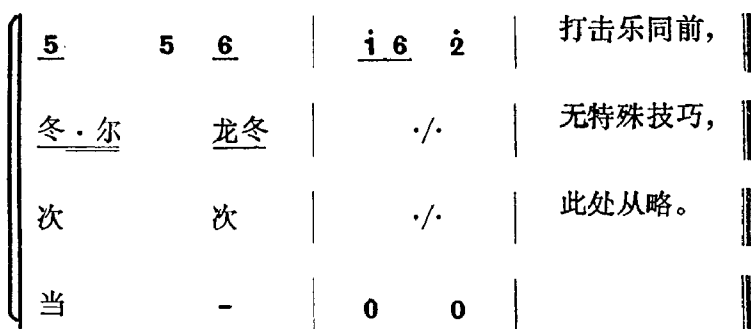 5 5 6 | i 6 2 | 打击乐同前，
冬·尔 龙冬 | ·/· | 无特殊技巧，
次 次 | ·/· | 此处从略。
当 - | 0 0 |